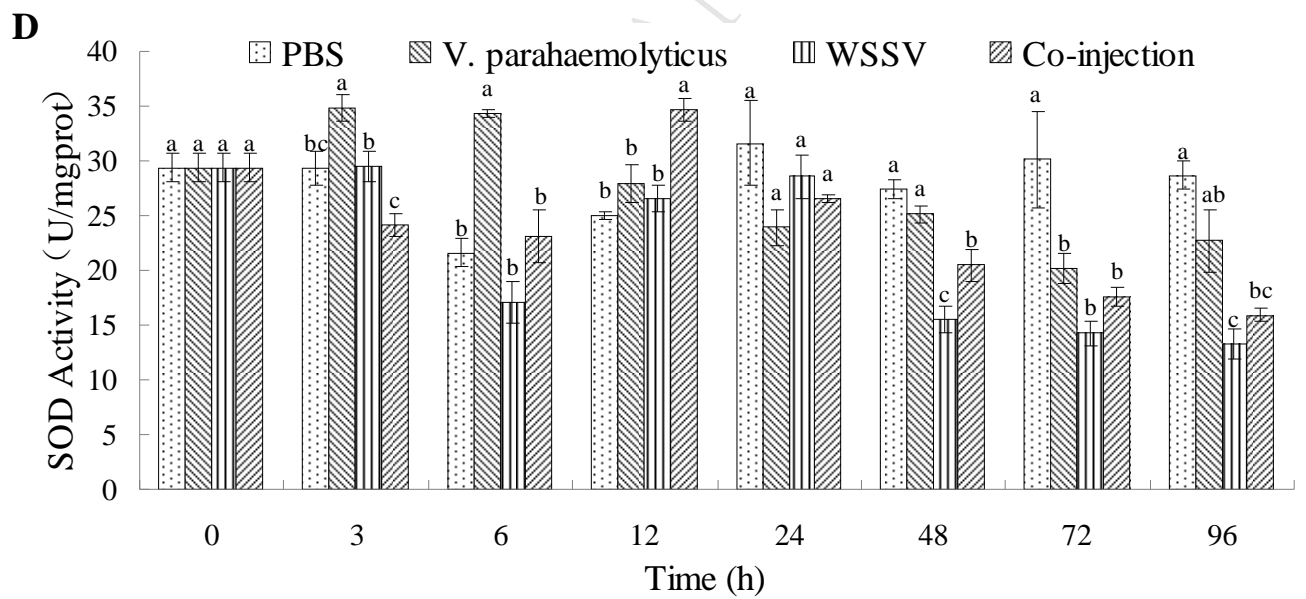 D
40
35
30
25
20
15
10
5
0
SOD Activity (U/mgprot)
PBS V. parahaemolyticus WSSV Co-injection
a a a a
bc a b c
b a b b
b b b a
a a a a
a a c b
a b b b
a ab c bc
0 3 6 12 24 48 72 96
Time (h)